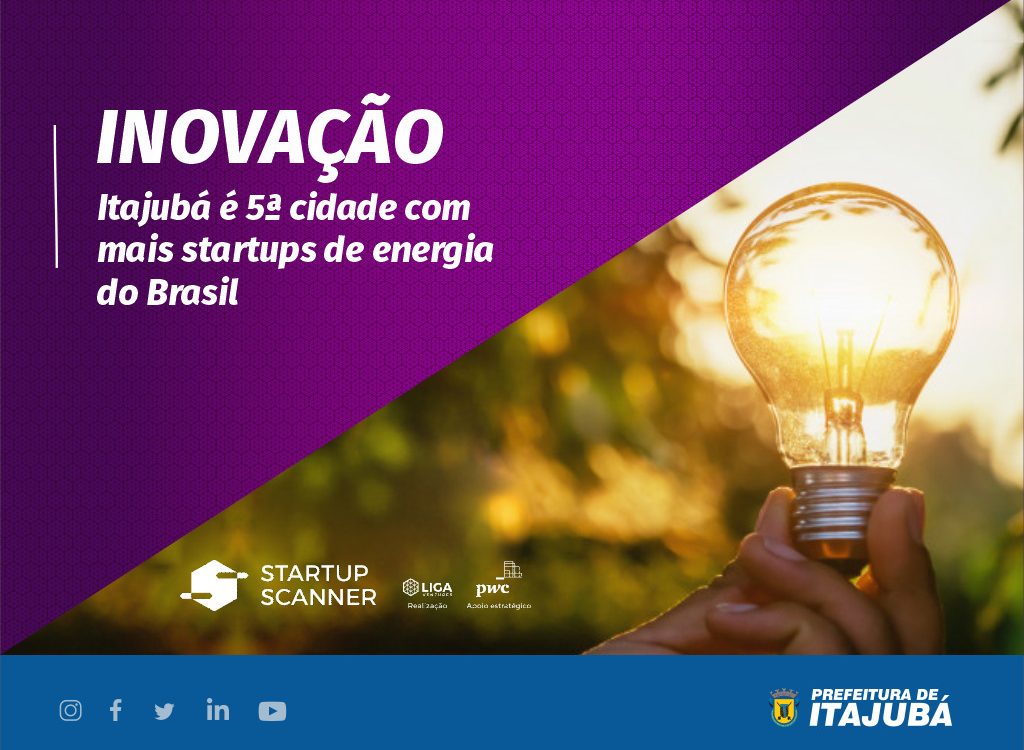 INOVAÇÃO
Itajubá é 5ª cidade com
mais startups de energia
do Brasil
STARTUP
SCANNER
LIGA
VENTURES
Realização
pwc
Apoio estratégico
PREFEITURA DE
ITAJUBÁ